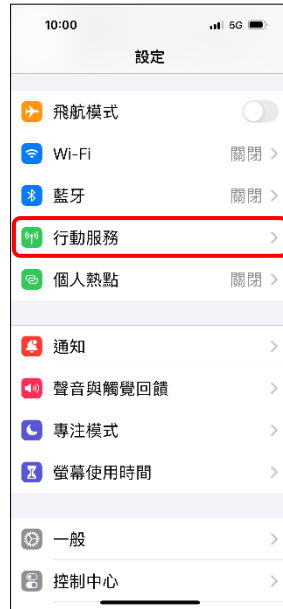 10:00 5G
設定
飛航模式
Wi-Fi 關閉
藍牙 關閉
行動服務
個人熱點 關閉
通知
聲音與觸覺回饋
專注模式
螢幕使用時間
一般
控制中心